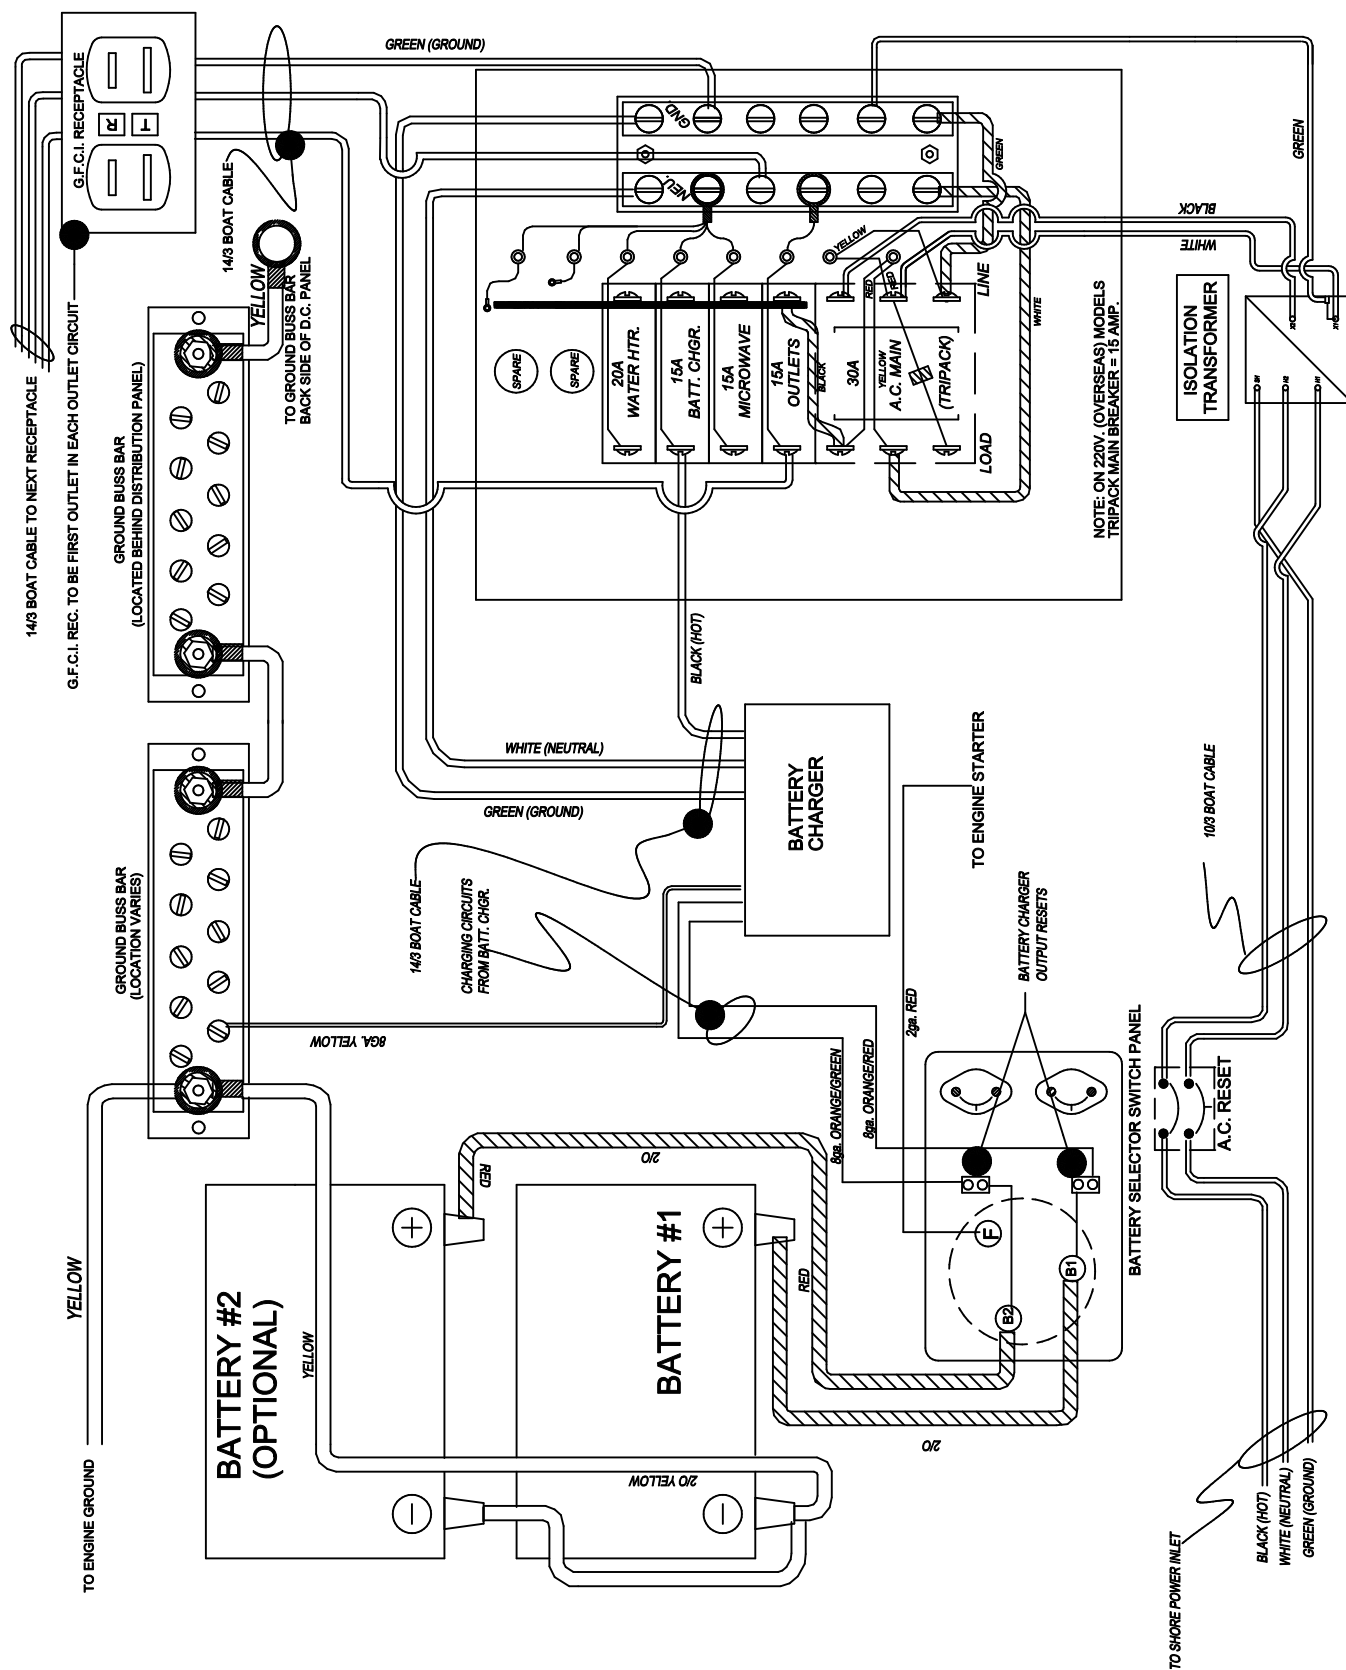 GREEN (GROUND)
G.F.C.I. RECEPTACLE
T
R
14/3 BOAT CABLE
YELLOW
TO GROUND BUSS BAR
BACK SIDE OF D.C. PANEL
14/3 BOAT CABLE TO NEXT RECEPTACLE
G.F.C.I. REC. TO BE FIRST OUTLET IN EACH OUTLET CIRCUIT
GROUND BUSS BAR
(LOCATED BEHIND DISTRIBUTION PANEL)
GND.
NEU.
GREEN
GREEN
BLACK
WHITE
YELLOW
RED
RED
LINE
WHITE
SPARE
SPARE
20A
WATER HTR.
15A
BATT. CHGR.
15A
MICROWAVE
15A
OUTLETS
BLACK
30A
YELLOW
A.C. MAIN
(TRIPACK)
LOAD
NOTE: ON 220V. (OVERSEAS) MODELS
TRIPACK MAIN BREAKER = 15 AMP.
ISOLATION
TRANSFORMER
SH
H2
H1
BLACK (HOT)
WHITE (NEUTRAL)
GREEN (GROUND)
BATTERY
CHARGER
TO ENGINE STARTER
10/3 BOAT CABLE
GROUND BUSS BAR
(LOCATION VARIES)
14/3 BOAT CABLE
CHARGING CIRCUITS
FROM BATT. CHGR.
BATTERY CHARGER
OUTPUT RESETS
8GA. YELLOW
8ga. ORANGE/GREEN
8ga. ORANGE/RED
2ga. RED
BATTERY SELECTOR SWITCH PANEL
A.C. RESET
RED
2/O
YELLOW
BATTERY #2
(OPTIONAL)
YELLOW
BATTERY #1
RED
F
B1
B2
2/O
2/O YELLOW
TO ENGINE GROUND
BLACK (HOT)
WHITE (NEUTRAL)
GREEN (GROUND)
TO SHORE POWER INLET